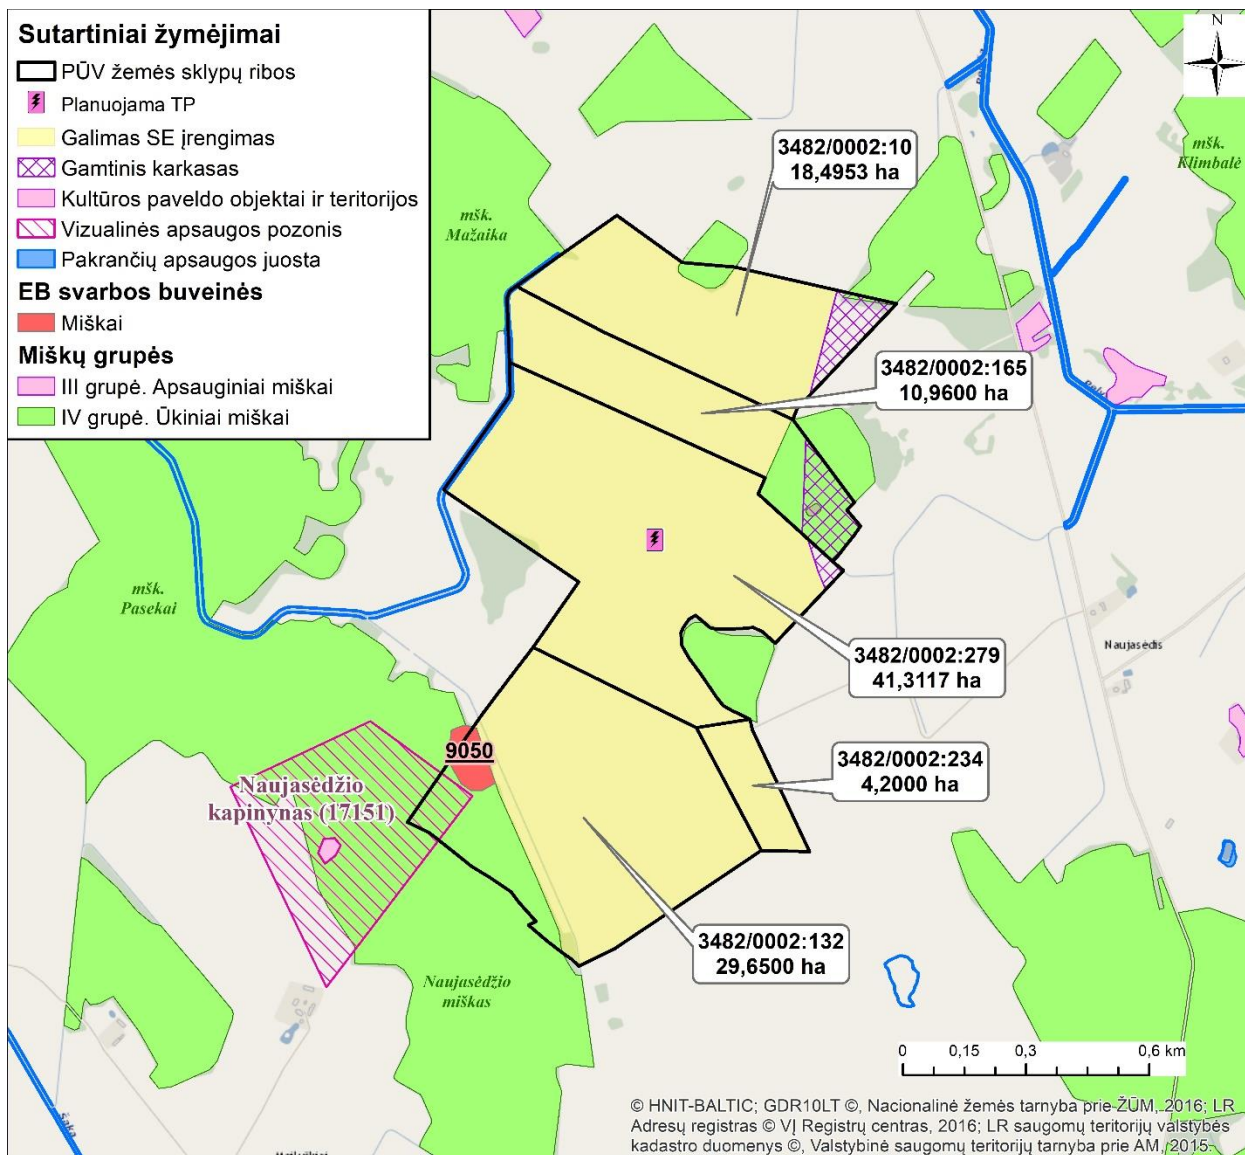 Sutartiniai žymėjimai
PŪV žemės sklypų ribos
Planuojama TP
Galimas SE įrengimas
Gamtinis karkasas
Kultūros paveldo objektai ir teritorijos
Vizualinės apsaugos pozonis
Pakrančių apsaugos juosta
EB svarbos buveinės
Miškai
Miškų grupės
III grupė. Apsauginiai miškai
IV grupė. Ūkiniai miškai
N
mšk.
Klimbalė
mšk.
Mažaika
3482/0002:10
18,4953 ha
3482/0002:165
10,9600 ha
mšk.
Pasekai
Naujasėdis
3482/0002:279
41,3117 ha
9050
3482/0002:234
4,2000 ha
Naujasėdžio
kapinynas (17151)
3482/0002:132
29,6500 ha
Naujasėdžio
miškas
0 0,15 0,3 0,6 km
Šaka
© HNIT-BALTIC; GDR10LT ©, Nacionalinė žemės tarnyba prie ŽŪM, 2016; LR
Adresų registras © VĮ Registrų centras, 2016; LR saugomų teritorijų valstybės
kadastro duomenys ©, Valstybinė saugomų teritorijų tarnyba prie AM, 2015.